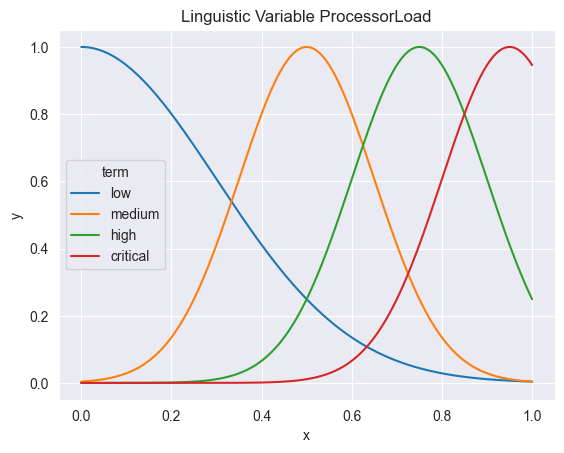 Linguistic Variable ProcessorLoad
1.0
0.8
0.6
0.4
0.2
0.0
y
term
low
medium
high
critical
0.0 0.2 0.4 0.6 0.8 1.0
x